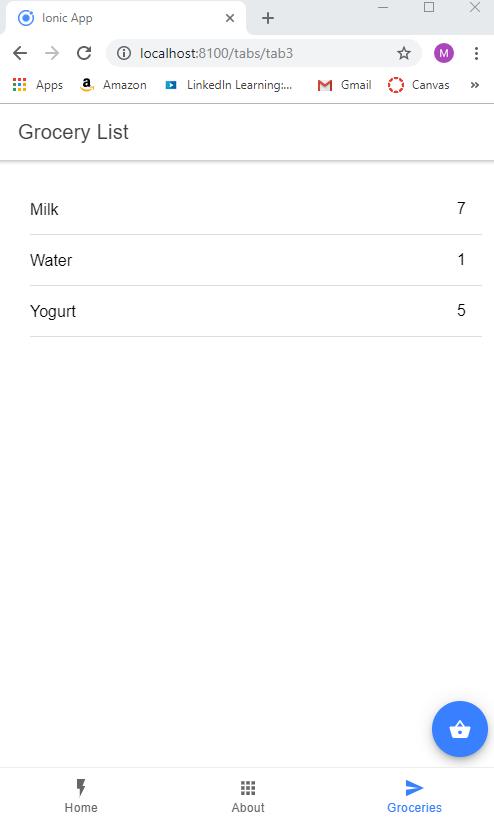 Ionic App
localhost:8100/tabs/tab3
M
Apps Amazon LinkedIn Learning:... Gmail Canvas »
Grocery List
Milk 7
Water 1
Yogurt 5
Home About Groceries